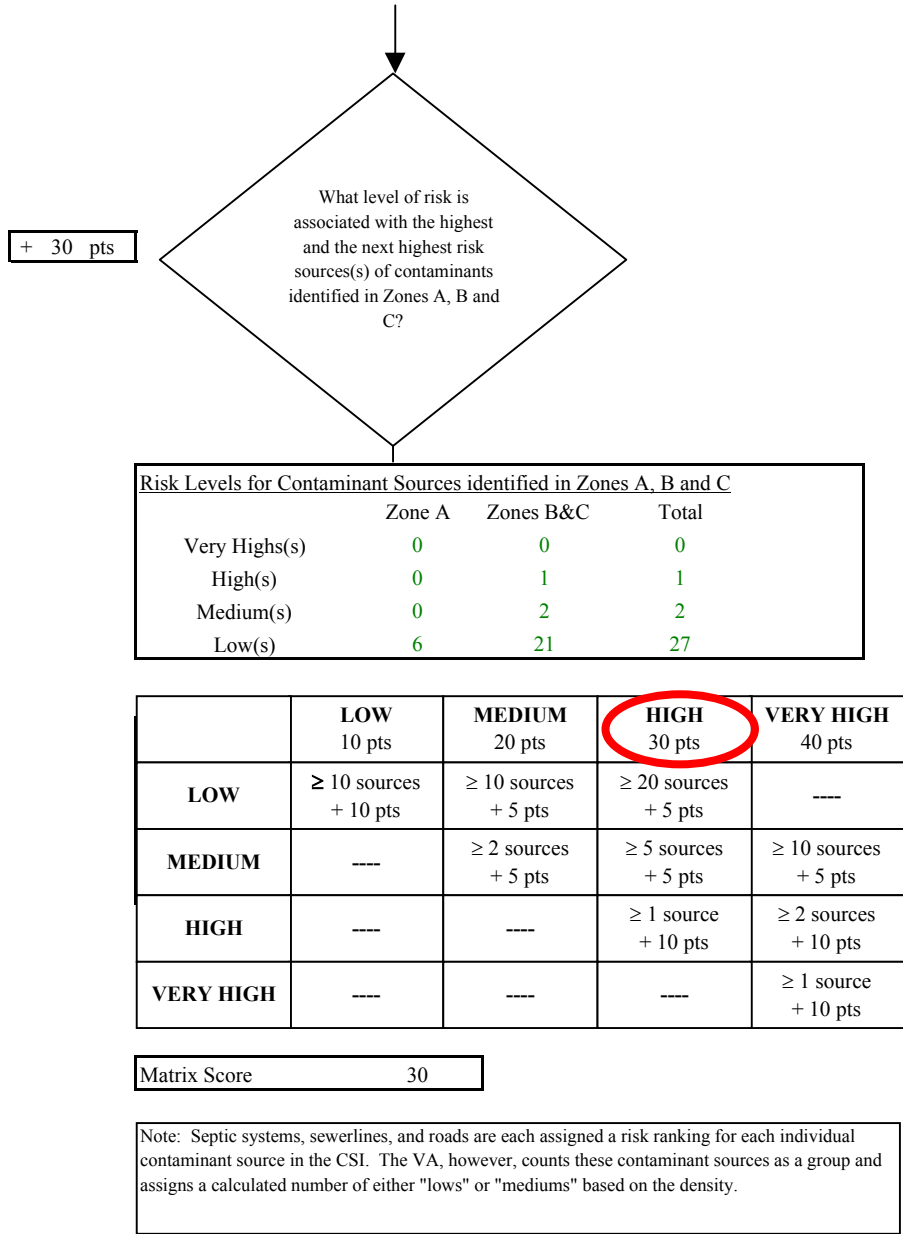 What level of risk is
associated with the highest
and the next highest risk
sources(s) of contaminants
identified in Zones A, B and
C?
+ 30 pts
Risk Levels for Contaminant Sources identified in Zones A, B and C
Zone A Zones B&C Total
Very Highs(s) 0 0 0
High(s) 0 1 1
Medium(s) 0 2 2
Low(s) 6 21 27
LOW MEDIUM HIGH VERY HIGH
10 pts 20 pts 30 pts 40 pts
LOW ≥ 10 sources ≥ 10 sources ≥ 20 sources ----
+ 10 pts + 5 pts + 5 pts
MEDIUM ---- ≥ 2 sources ≥ 5 sources ≥ 10 sources
+ 5 pts + 5 pts + 5 pts
HIGH ---- ---- ≥ 1 source ≥ 2 sources
+ 10 pts + 10 pts
VERY HIGH ---- ---- ---- ≥ 1 source
+ 10 pts
Matrix Score 30
Note: Septic systems, sewerlines, and roads are each assigned a risk ranking for each individual
contaminant source in the CSI. The VA, however, counts these contaminant sources as a group and
assigns a calculated number of either "lows" or "mediums" based on the density.